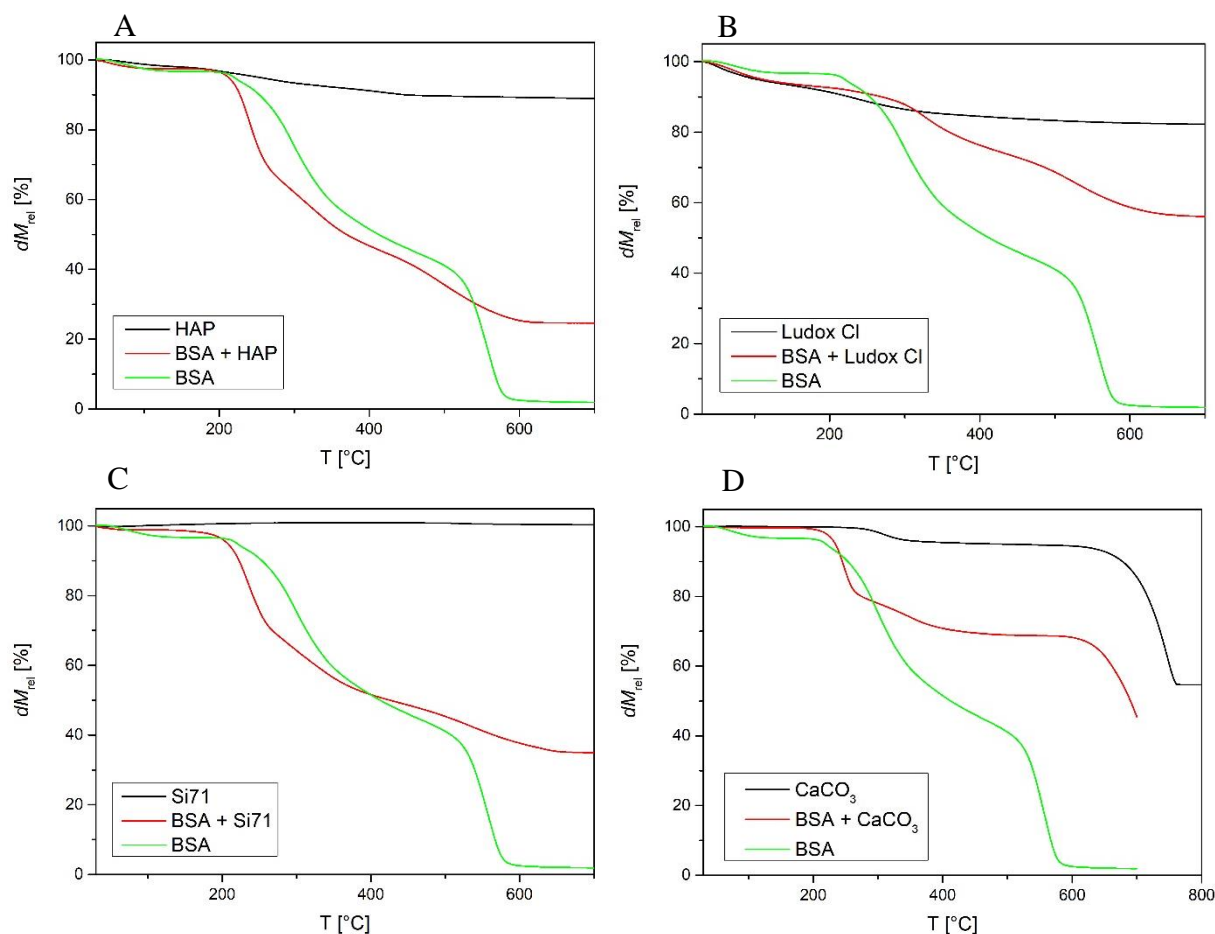 A
100
80
60
40
20
0
dM_rel [%]
HAP
BSA + HAP
BSA
200
400
600
T [°C]
B
100
80
60
40
20
0
dM_rel [%]
Ludox Cl
BSA + Ludox Cl
BSA
200
400
600
T [°C]
C
100
80
60
40
20
0
dM_rel [%]
Si71
BSA + Si71
BSA
200
400
600
T [°C]
D
100
80
60
40
20
0
dM_rel [%]
CaCO₃
BSA + CaCO₃
BSA
200
400
600
800
T [°C]